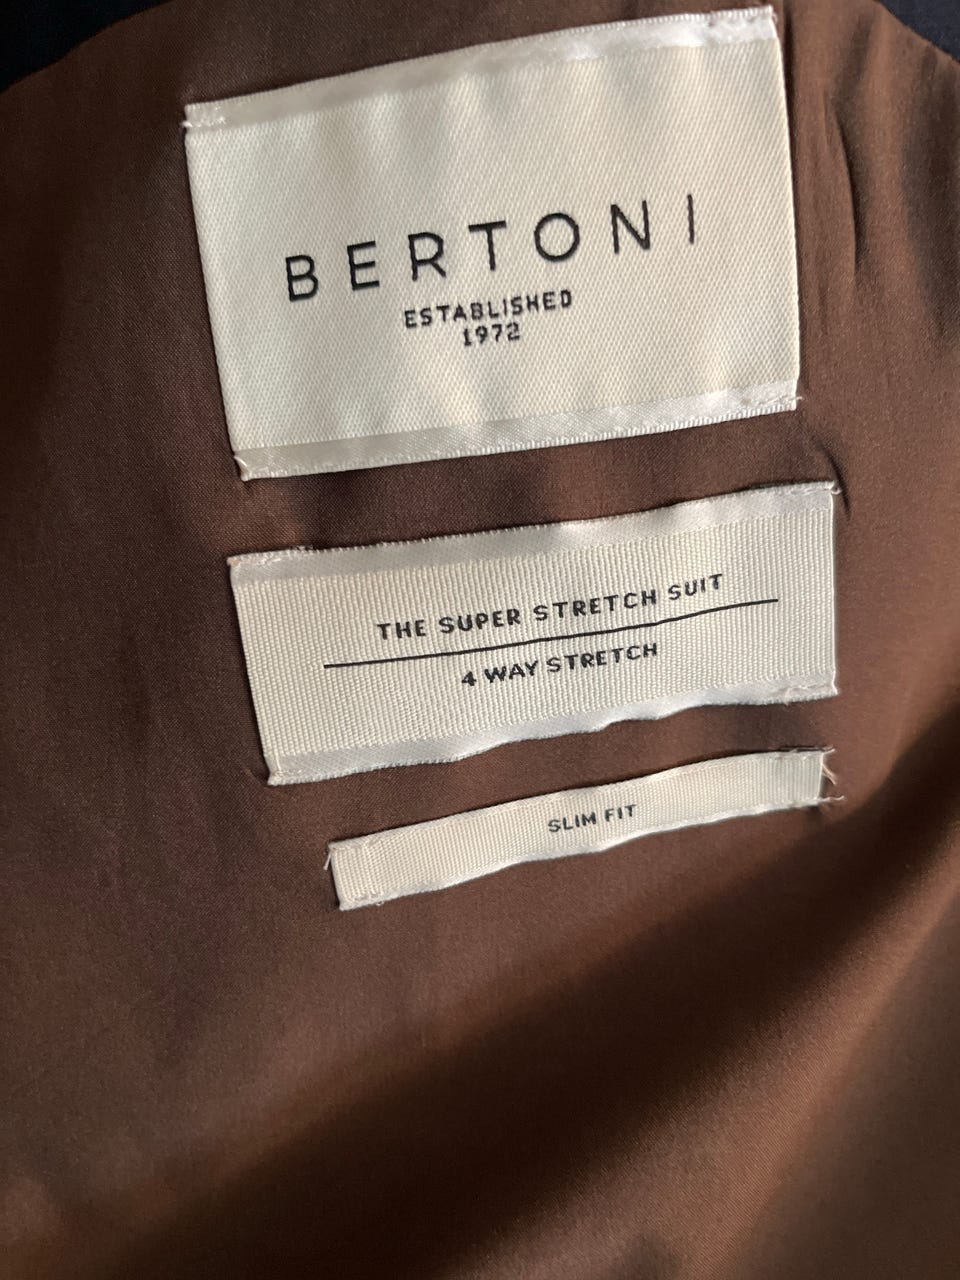 BERTONI
ESTABLISHED
1972
THE SUPER STRETCH SUIT
4 WAY STRETCH
SLIM FIT